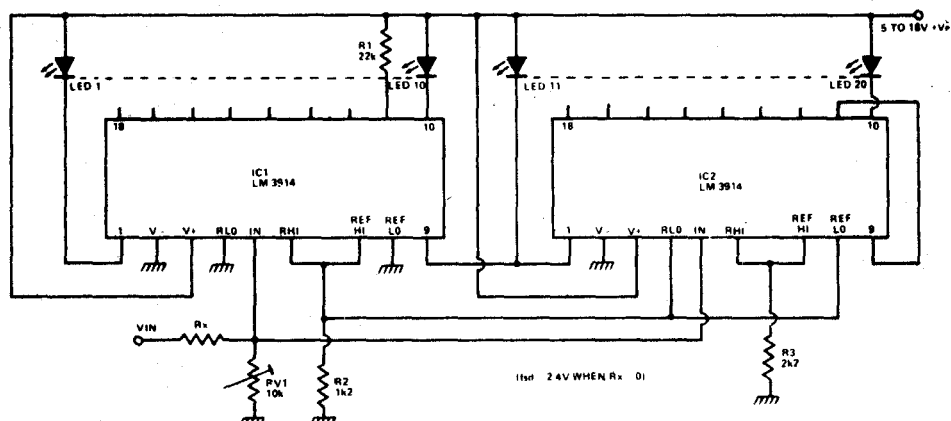 5 TO 18V +Ve
R1
22k
LED 1
LED 10
LED 11
LED 20
18
10
18
10
IC1
LM 3914
IC2
LM 3914
1
V-
V+
RLO
IN
RHI
REF
HI
REF
LO
9
1
V-
V+
RLO
IN
RHI
REF
HI
REF
LO
9
VIN
Rx
PV1
10k
R2
1k2
R3
2k7
(fsd 2.4V WHEN Rx 0)